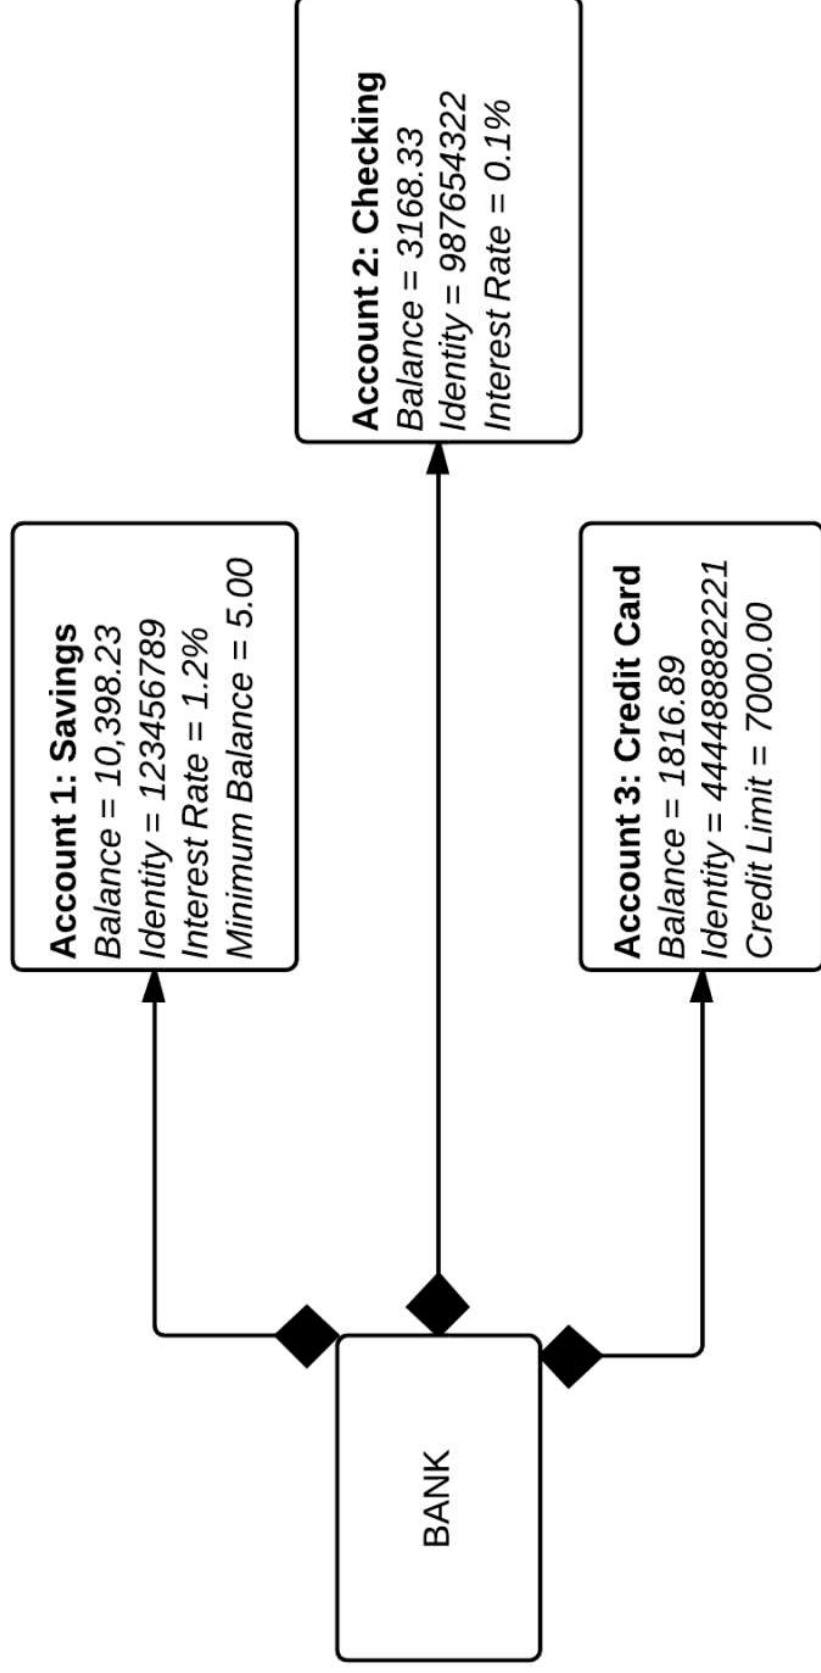 BANK
Account 1: Savings
Balance = 10,398.23
Identity = 123456789
Interest Rate = 1.2%
Minimum Balance = 5.00
Account 2: Checking
Balance = 3168.33
Identity = 987654322
Interest Rate = 0.1%
Account 3: Credit Card
Balance = 1816.89
Identity = 444488882221
Credit Limit = 7000.00